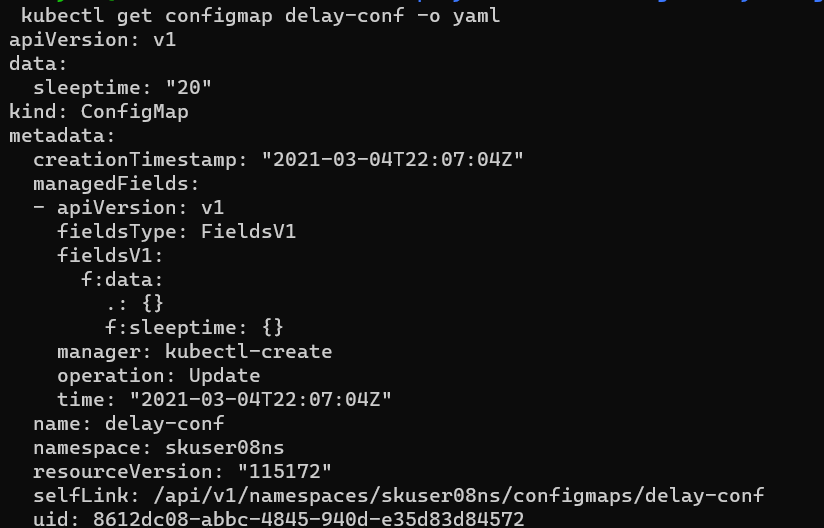 kubectl get configmap delay-conf -o yaml
apiVersion: v1
data:
  sleeptime: "20"
kind: ConfigMap
metadata:
  creationTimestamp: "2021-03-04T22:07:04Z"
  managedFields:
  - apiVersion: v1
    fieldsType: FieldsV1
    fieldsV1:
      f:data:
        .: {}
        f:sleeptime: {}
    manager: kubectl-create
    operation: Update
    time: "2021-03-04T22:07:04Z"
  name: delay-conf
  namespace: skuser08ns
  resourceVersion: "115172"
  selfLink: /api/v1/namespaces/skuser08ns/configmaps/delay-conf
  uid: 8612dc08-abbc-4845-940d-e35d83d84572